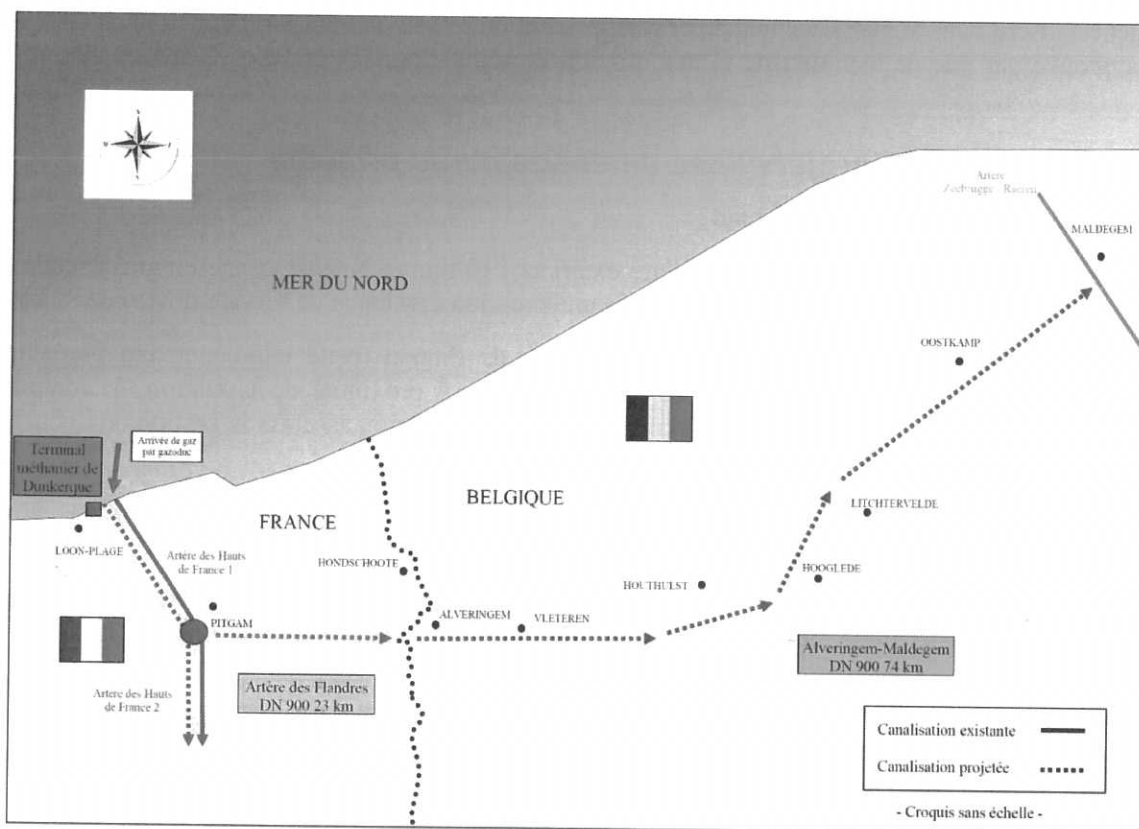 Artère
Zeebrugge - Raeren
MALDEGEM
MER DU NORD
OOSTKAMP
Arrivée de gaz
par gazoduc
Terminal
méthanier de
Dunkerque
BELGIQUE
LITCHTERVELDE
FRANCE
LOON-PLAGE
Artère des Hauts
de France 1
HONDSCHOOTE
HOOGLEDE
HOUTHULST
ALVERINGEM
VLETEREN
PITGAM
Alveringem-Maldegem
DN 900 74 km
Artère des Flandres
DN 900 23 km
Artère des Hauts
de France 2
Canalisation existante
Canalisation projetée
- Croquis sans échelle -